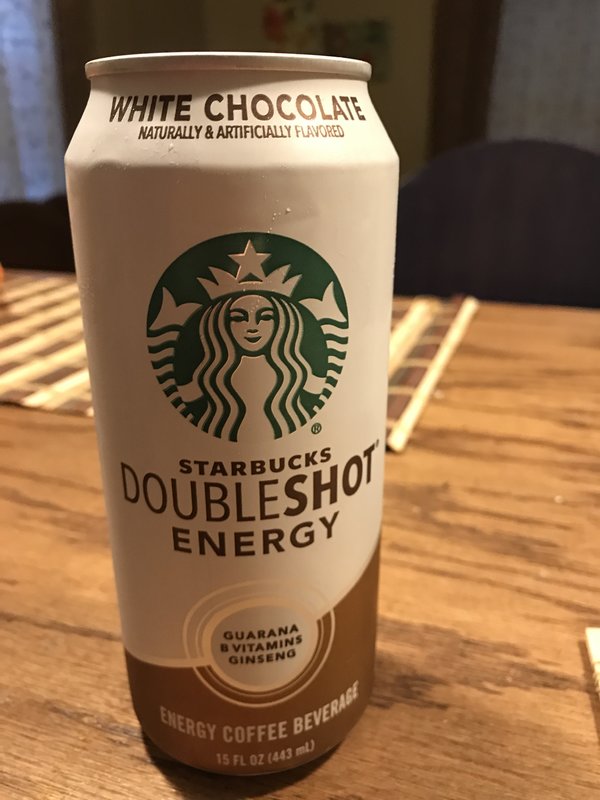 WHITE CHOCOLATE
NATURALLY & ARTIFICIALLY FLAVORED
®
STARBUCKS
DOUBLESHOT®
ENERGY
GUARANA
B VITAMINS
GINSENG
ENERGY COFFEE BEVERAGE
15 FL OZ (443 mL)